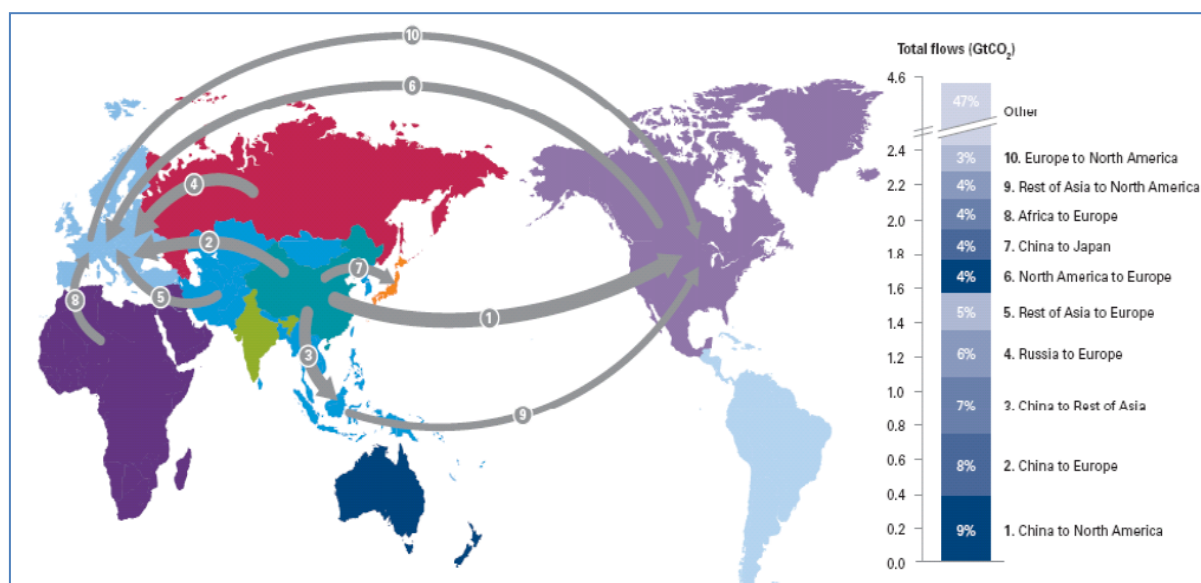 10
6
4
2
7
5
8
1
3
9
Total flows (GtCO₂)
4.6
2.4
2.2
2.0
1.8
1.6
1.4
1.2
1.0
0.8
0.6
0.4
0.2
0.0
47% Other
3% 10. Europe to North America
4% 9. Rest of Asia to North America
4% 8. Africa to Europe
4% 7. China to Japan
4% 6. North America to Europe
5% 5. Rest of Asia to Europe
6% 4. Russia to Europe
7% 3. China to Rest of Asia
8% 2. China to Europe
9% 1. China to North America